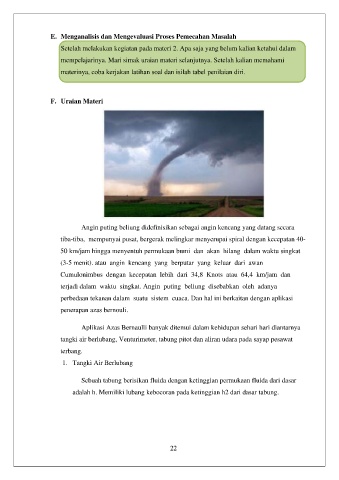 E. Menganalisis dan Mengevaluasi Proses Pemecahan Masalah
Setelah melakukan kegiatan pada materi 2. Apa saja yang belum kalian ketahui dalam
mempelajarinya. Mari simak uraian materi selanjutnya. Setelah kalian memahami
materinya, coba kerjakan latihan soal dan isilah tabel penilaian diri.
F. Uraian Materi
Angin puting beliung didefinisikan sebagai angin kencang yang datang secara
tiba-tiba, mempunyai pusat, bergerak melingkar menyerupai spiral dengan kecepatan 40-
50 km/jam hingga menyentuh permukaan bumi dan akan hilang dalam waktu singkat
(3-5 menit). atau angin kencang yang berputar yang keluar dari awan
Cumulonimbus dengan kecepatan lebih dari 34,8 Knots atau 64,4 km/jam dan
terjadi dalam waktu singkat. Angin puting beliung disebabkan oleh adanya
perbedaan tekanan dalam suatu sistem cuaca. Dan hal ini berkaitan dengan aplikasi
penerapan azas bernouli.
Aplikasi Azas Bernaulli banyak ditemui dalam kehidupan sehari hari diantarnya
tangki air berlubang, Venturimeter, tabung pitot dan aliran udara pada sayap pesawat
terbang.
1. Tangki Air Berlubang
Sebuah tabung berisikan fluida dengan ketinggian permukaan fluida dari dasar
adalah h. Memiliki lubang kebocoran pada ketinggian h2 dari dasar tabung.
22